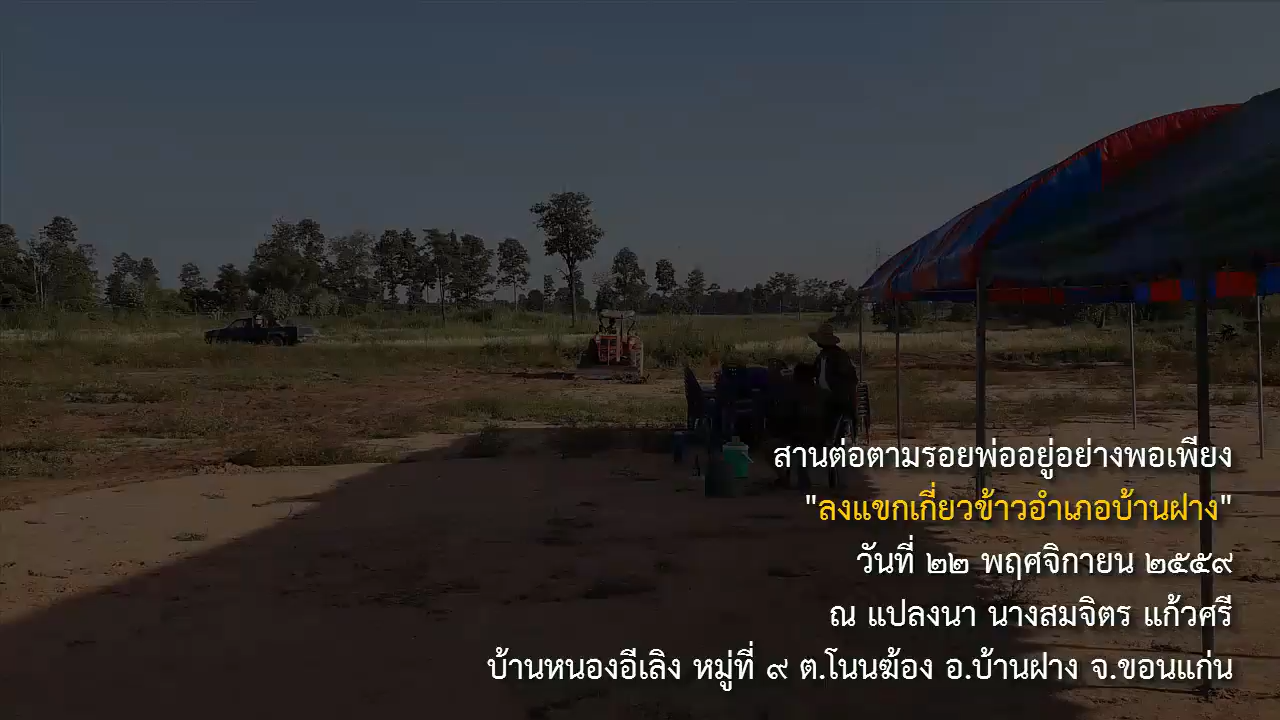 สานต่อตามรอยพ่ออยู่อย่างพอเพียง
"ลงแขกเกี่ยวข้าวอำเภอบ้านฝาง"
วันที่ ๒๒ พฤศจิกายน ๒๕๕๙
ณ แปลงนา นางสมจิตร แก้วศรี
บ้านหนองอีเลิง หมู่ที่ ๙ ต.โนนฆ้อง อ.บ้านฝาง จ.ขอนแก่น